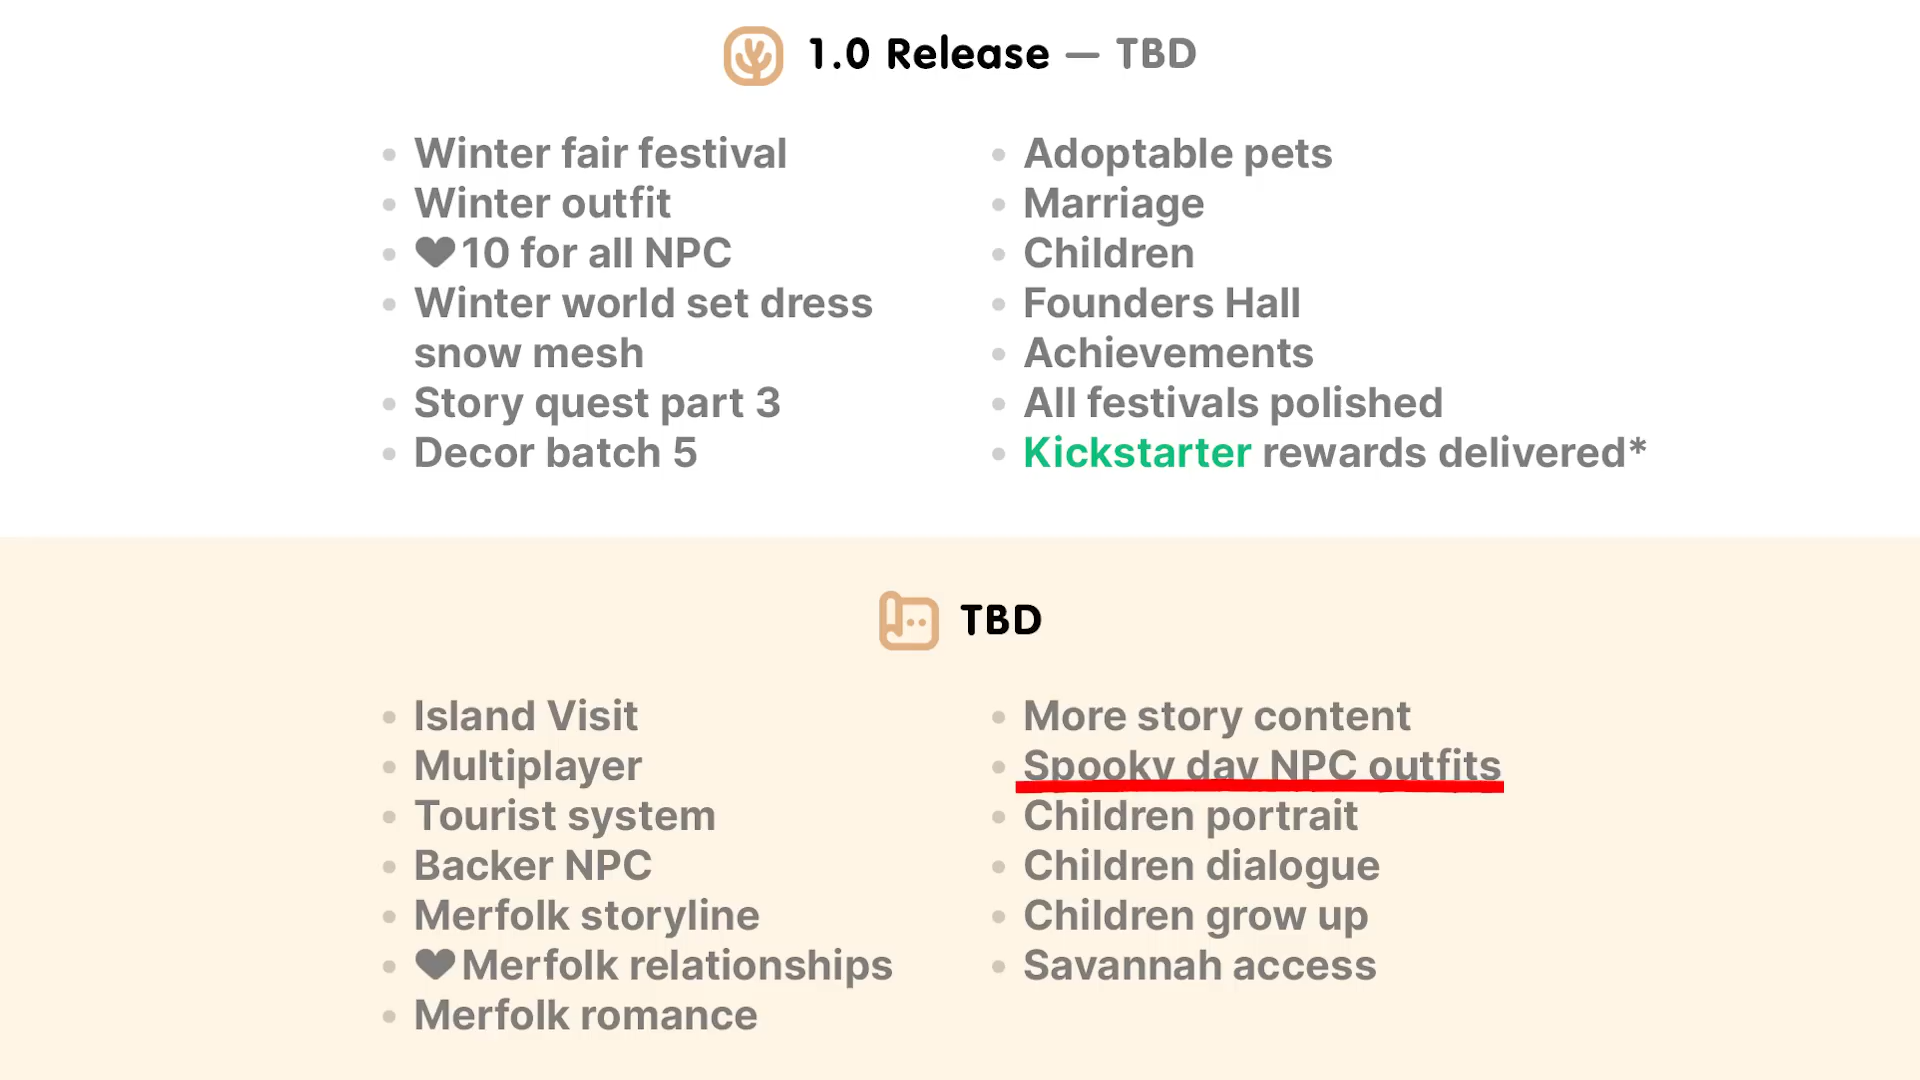 1.0 Release — TBD
Winter fair festival
Winter outfit
♥10 for all NPC
Winter world set dress
snow mesh
Story quest part 3
Decor batch 5
Adoptable pets
Marriage
Children
Founders Hall
Achievements
All festivals polished
Kickstarter rewards delivered*
TBD
Island Visit
Multiplayer
Tourist system
Backer NPC
Merfolk storyline
♥Merfolk relationships
Merfolk romance
More story content
Spooky day NPC outfits
Children portrait
Children dialogue
Children grow up
Savannah access